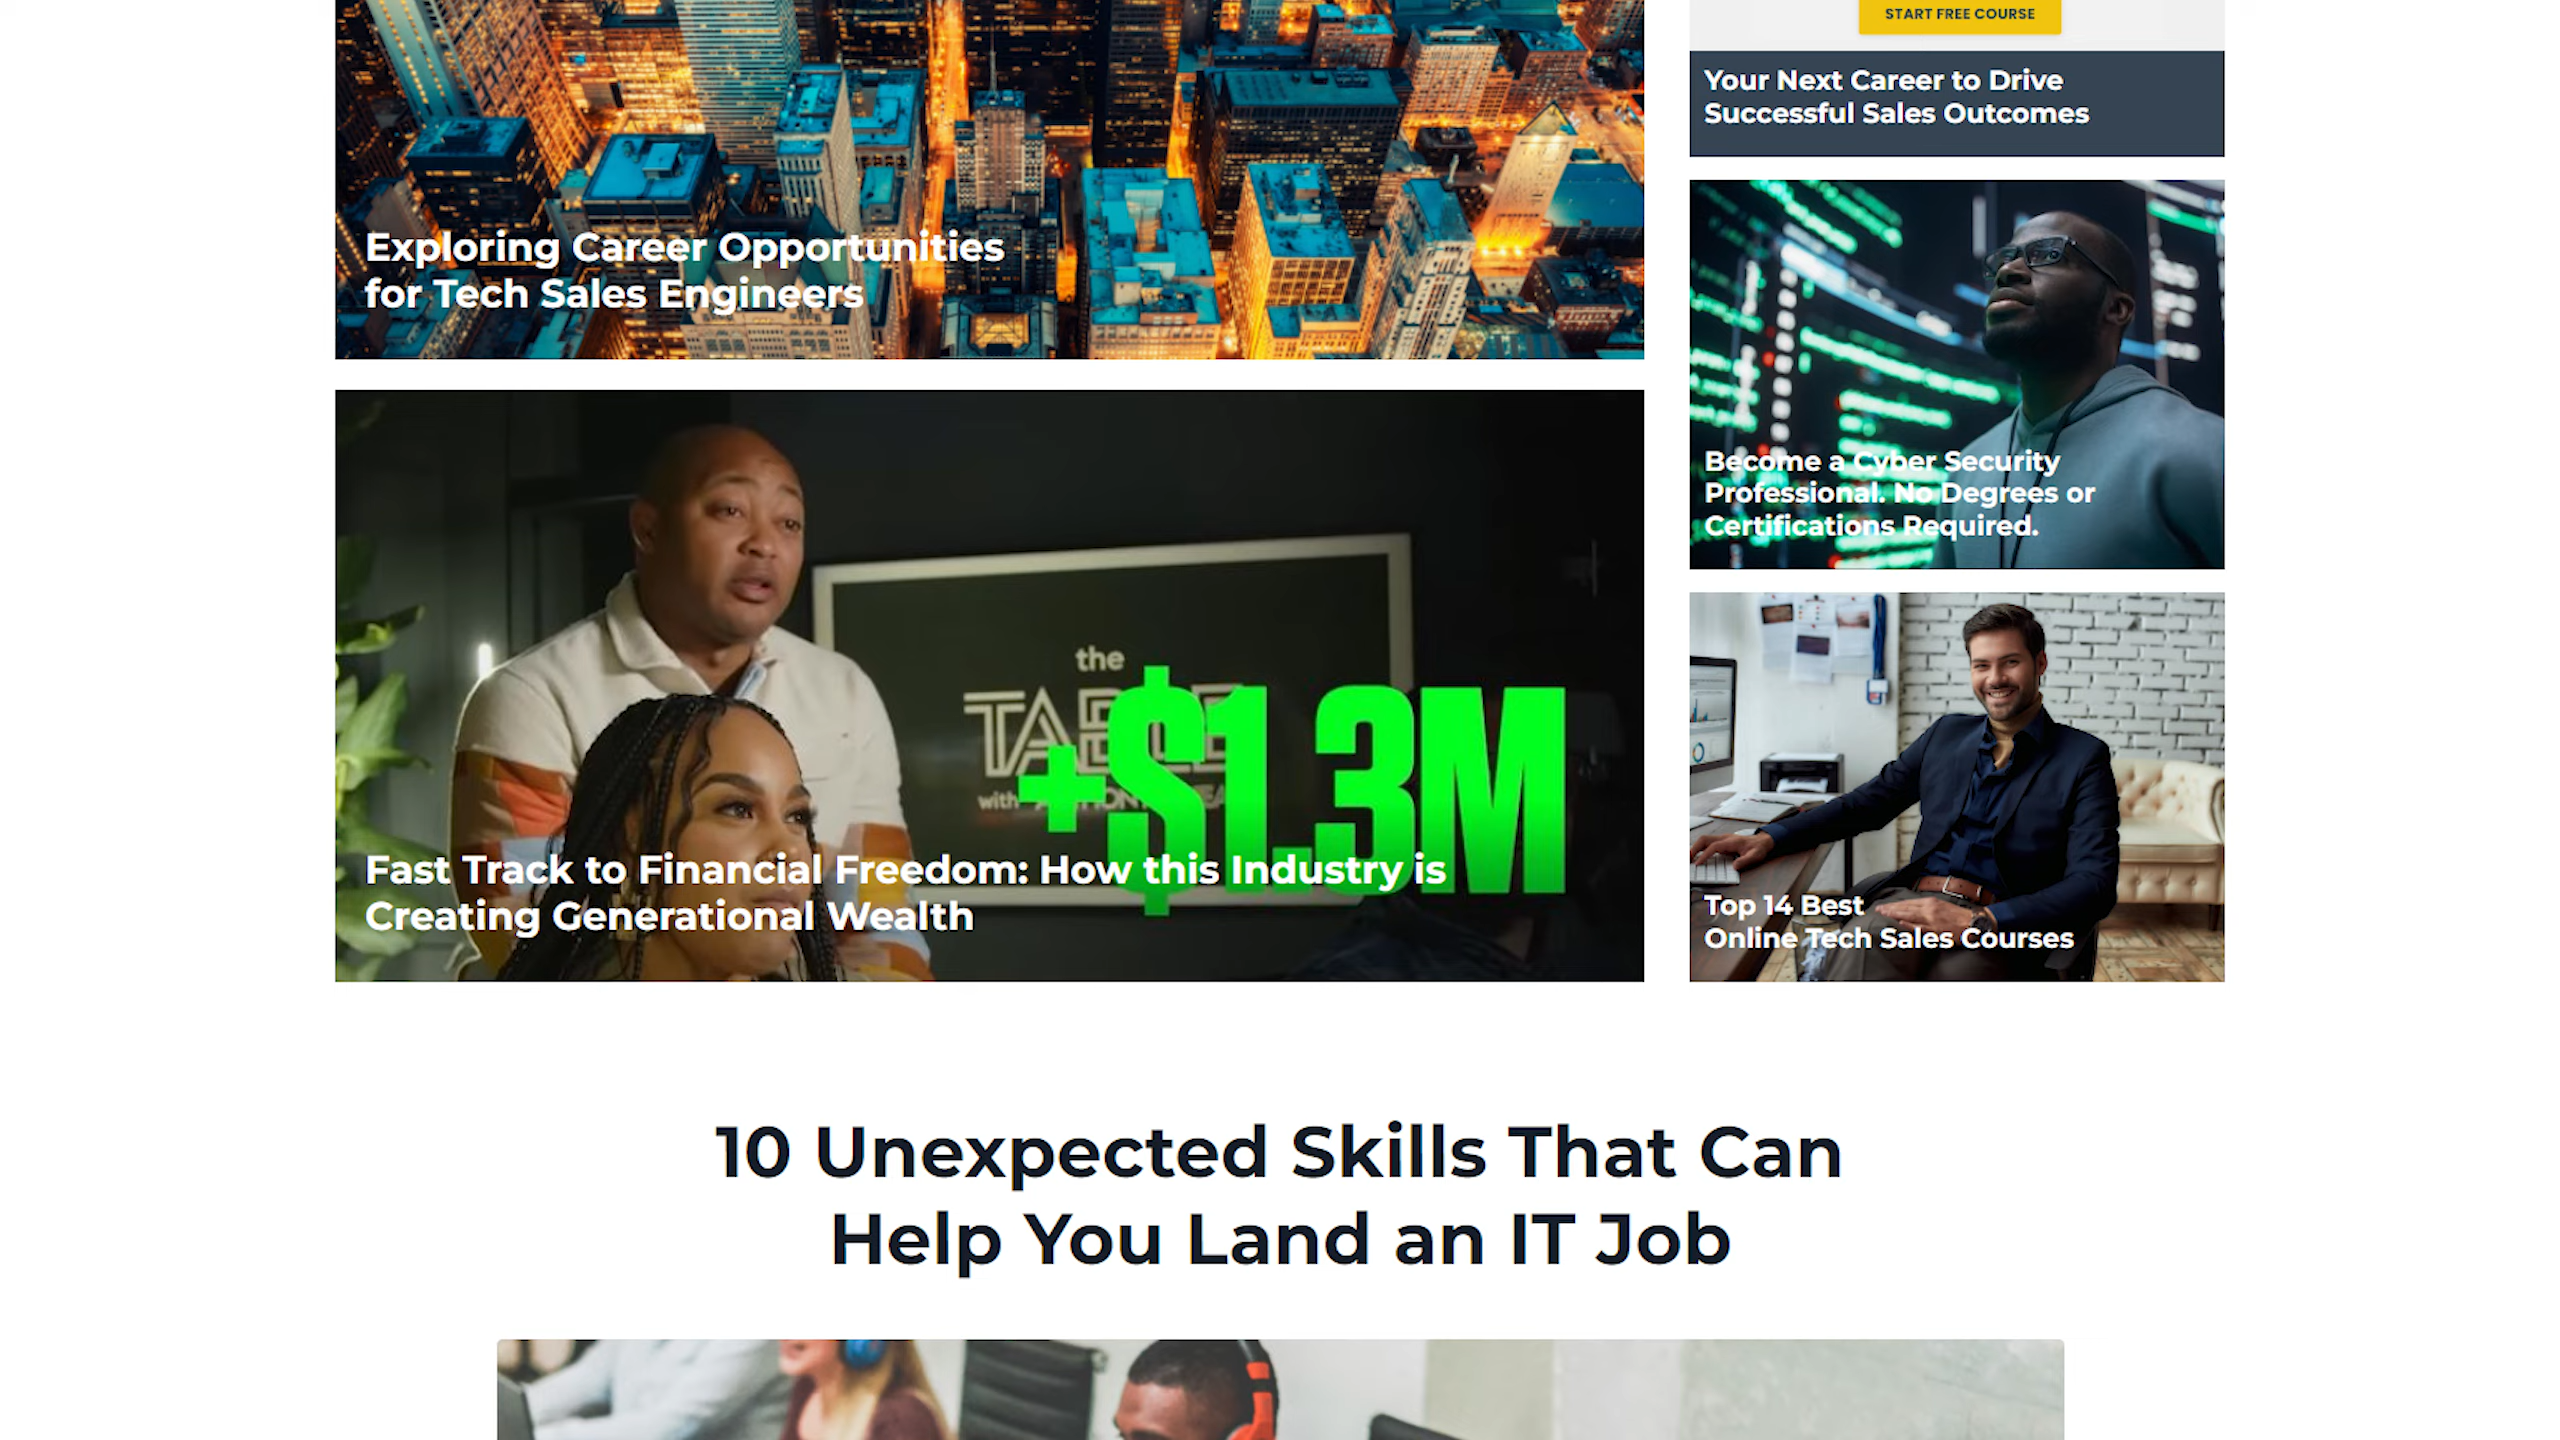 START FREE COURSE
Your Next Career to Drive
Successful Sales Outcomes
Exploring Career Opportunities
for Tech Sales Engineers
Become a Cyber Security
Professional. No Degrees or
Certifications Required.
the
TABLE
with
+$1.3M
Fast Track to Financial Freedom: How this Industry is
Creating Generational Wealth
Top 14 Best
Online Tech Sales Courses
10 Unexpected Skills That Can
Help You Land an IT Job